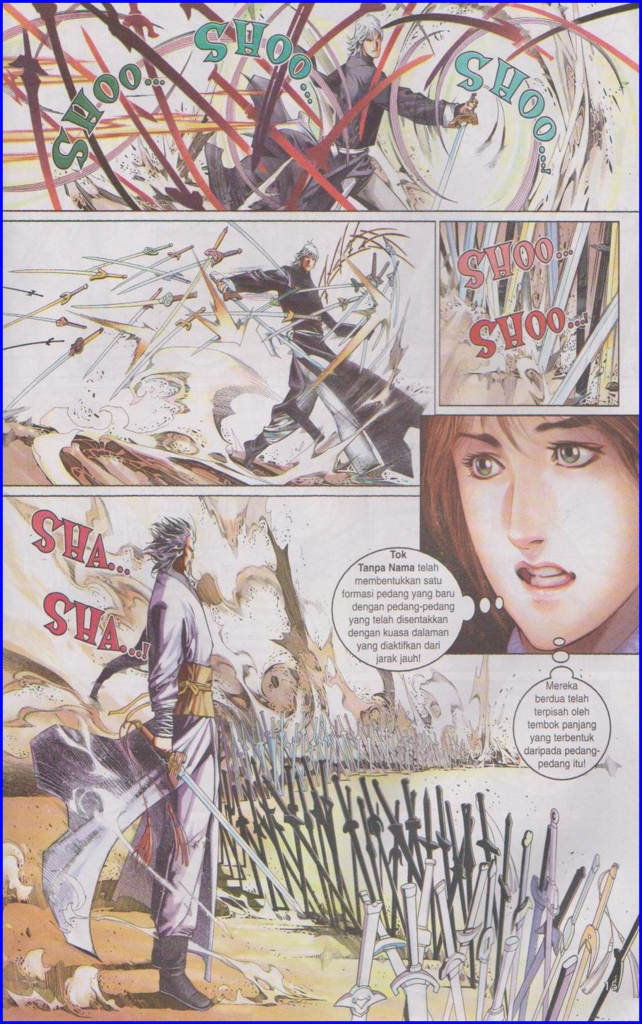 SHOO...
SHOO...
SHOO...!
SHOO...
SHOO...!
Tok
Tanpa Nama telah
membentukkan satu
formasi pedang yang baru
dengan pedang-pedang
yang telah disentakkan
dengan kuasa dalaman
yang diaktifkan dari
jarak jauh!
Mereka
berdua telah
terpisah oleh
tembok panjang
yang terbentuk
daripada pedang-
pedang itu!
SHA...
SHA...!